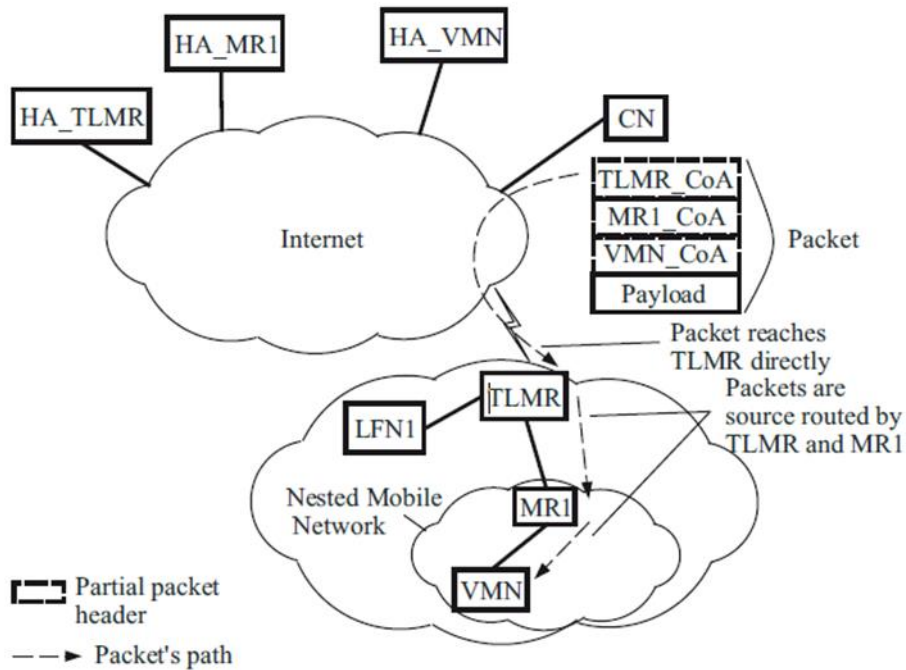 HA_MR1
HA_VMN
HA_TLMR
CN
TLMR_CoA
MR1_CoA
VMN_CoA
Payload
Packet
Internet
Packet reaches
TLMR directly
Packets are
source routed by
TLMR and MR1
TLMR
LFN1
Nested Mobile
Network
MR1
VMN
Partial packet
header
Packet's path